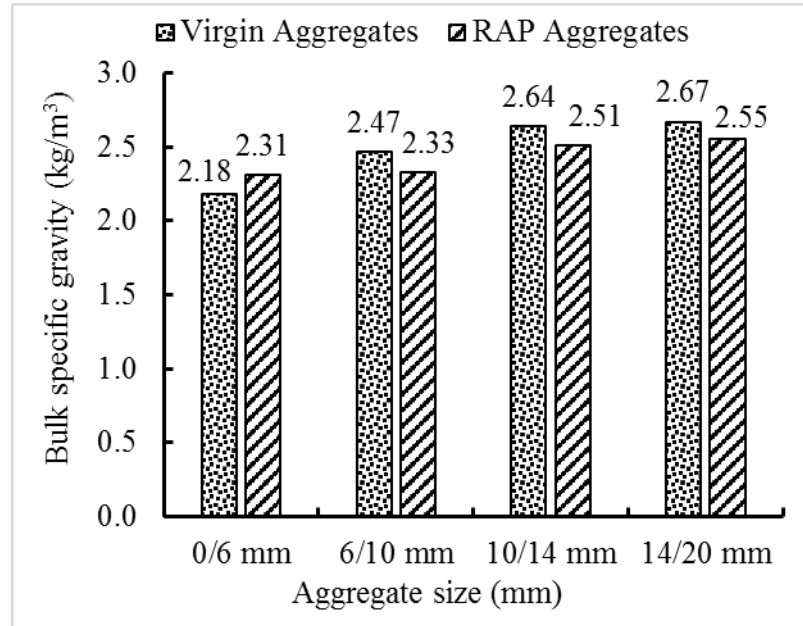 Virgin Aggregates RAP Aggregates
3.0
2.5
2.0
1.5
1.0
0.5
0.0
Bulk specific gravity (kg/m³)
2.18 2.31 2.47 2.33 2.64 2.51 2.67 2.55
0/6 mm 6/10 mm 10/14 mm 14/20 mm
Aggregate size (mm)